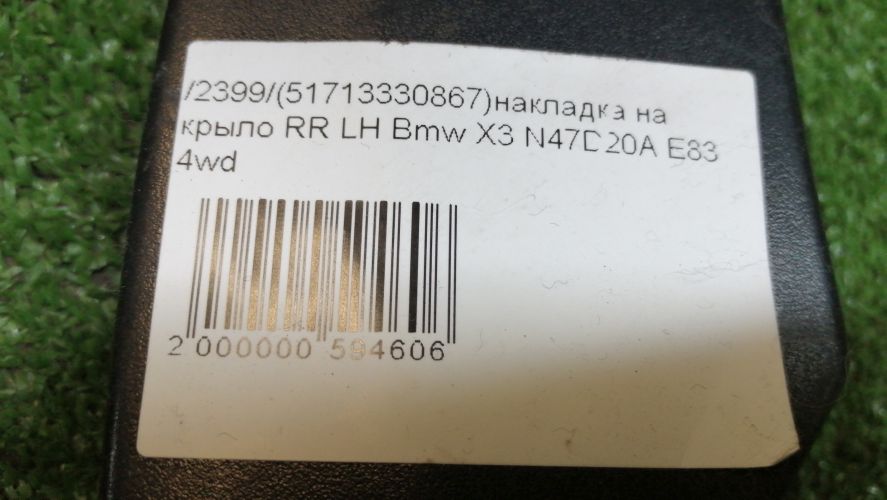 /2399/(51713330867)накладка на
крыло RR LH Bmw X3 N47D20A E83
4wd
2 000000 594606